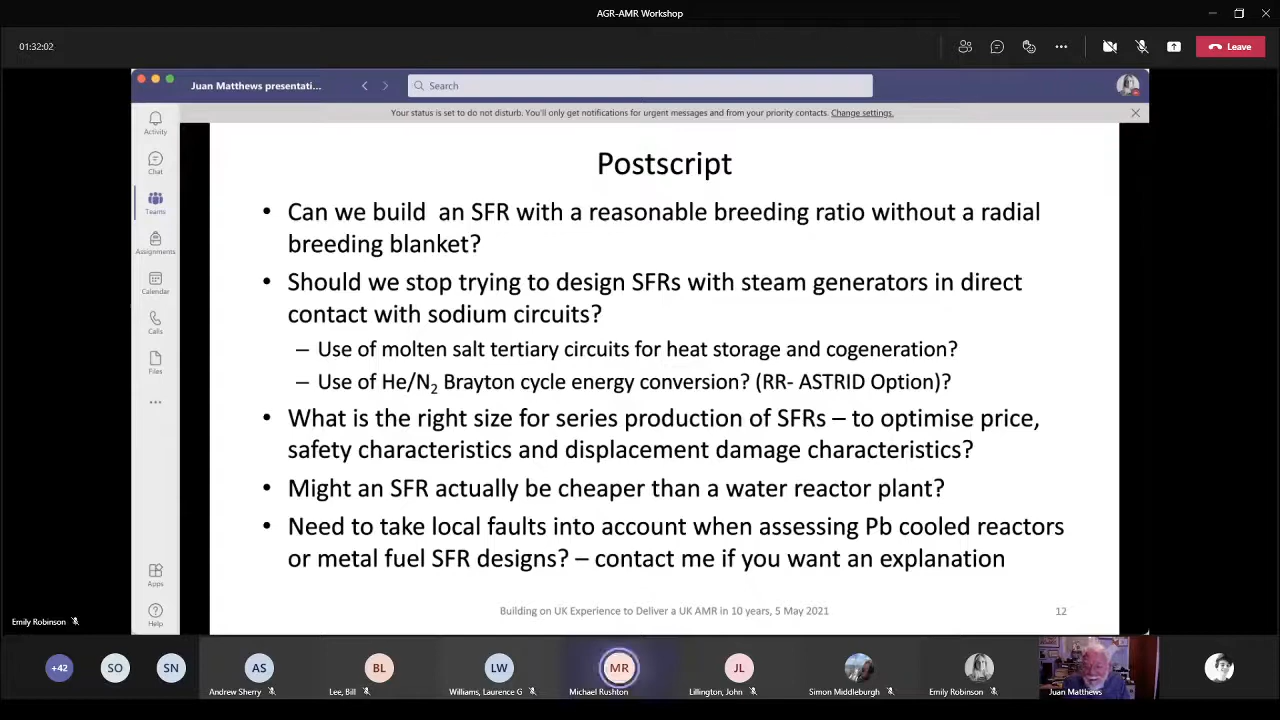 AGR-AMR Workshop
01:32:02
Leave
Juan Matthews presentati...
Search
Your status is set to do not disturb. You'll only get notifications for urgent messages and from your priority contacts. Change settings.
Activity
Chat
Teams
Assignments
Calendar
Calls
Files
Apps
Help
Postscript
• Can we build an SFR with a reasonable breeding ratio without a radial
breeding blanket?
• Should we stop trying to design SFRs with steam generators in direct
contact with sodium circuits?
– Use of molten salt tertiary circuits for heat storage and cogeneration?
– Use of He/N₂ Brayton cycle energy conversion? (RR- ASTRID Option)?
• What is the right size for series production of SFRs – to optimise price,
safety characteristics and displacement damage characteristics?
• Might an SFR actually be cheaper than a water reactor plant?
• Need to take local faults into account when assessing Pb cooled reactors
or metal fuel SFR designs? – contact me if you want an explanation
Building on UK Experience to Deliver a UK AMR in 10 years, 5 May 2021
12
Emily Robinson
+42
SO
SN
AS
Andrew Sherry
BL
Lee, Bill
LW
Williams, Laurence G
MR
Michael Rushton
JL
Lillington, John
Simon Middleburgh
Emily Robinson
Juan Matthews